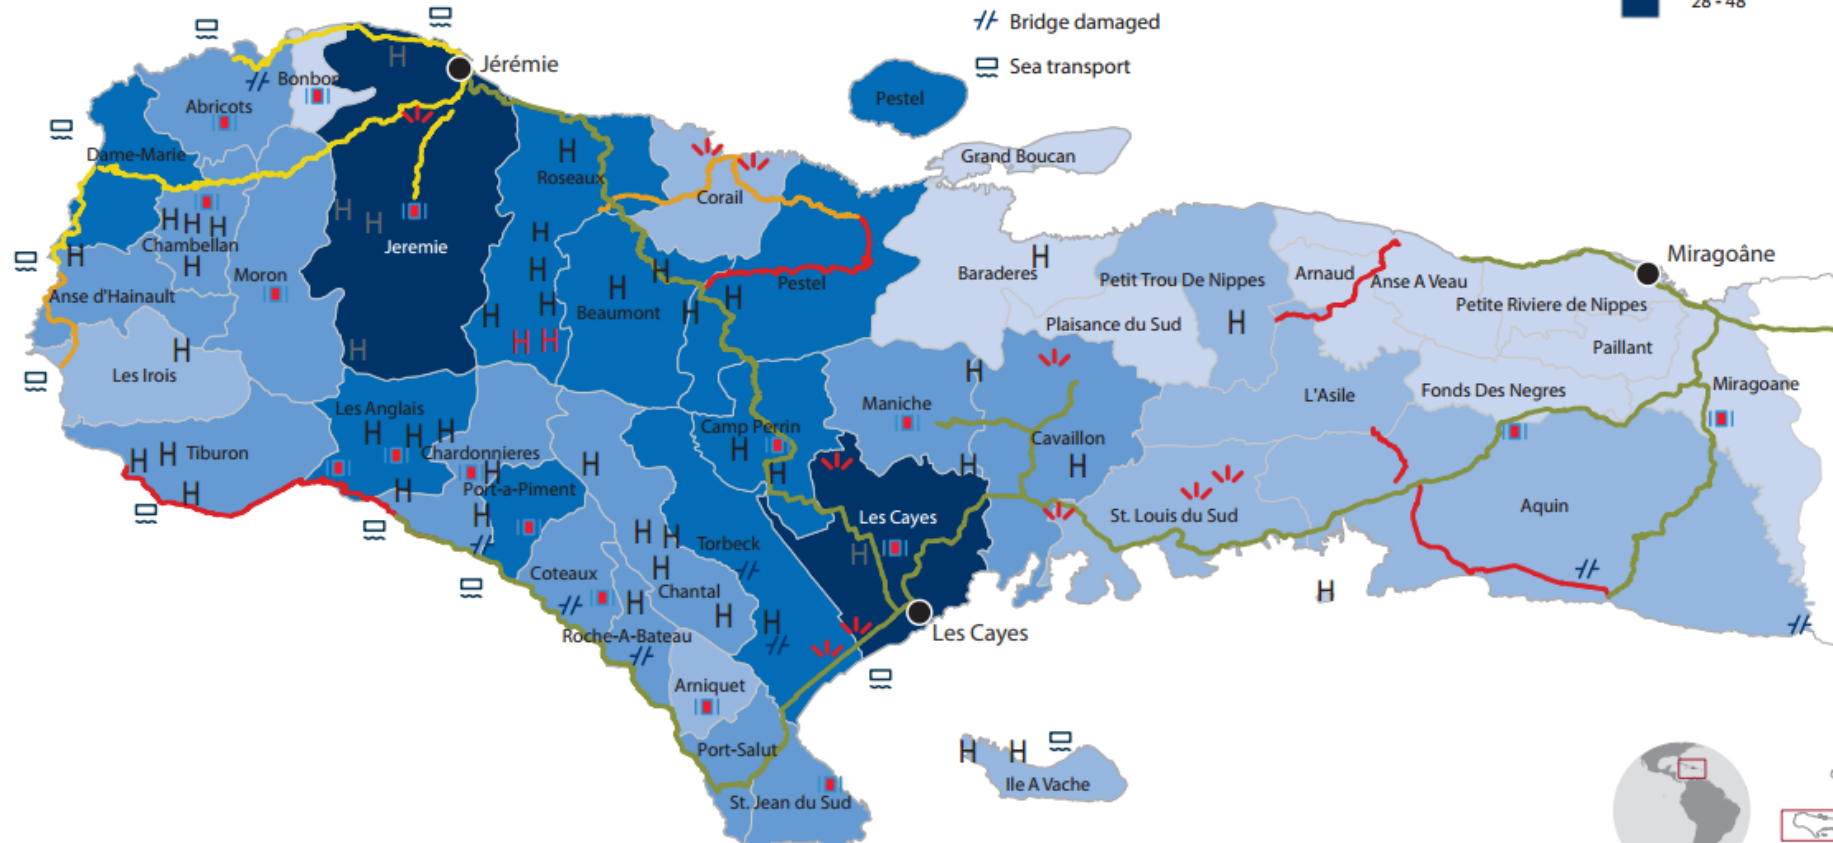 28 - 48
Bridge damaged
Sea transport
Jérémie
Bonbon
Abricots
Pestel
Dame-Marie
Grand Boucan
Roseaux
Corail
H
Chambellan
Jeremie
Moron
Baraderes
Petit Trou De Nippes
Arnaud
Anse A Veau
Miragoâne
Anse d'Hainault
Beaumont
Pestel
Plaisance du Sud
Petite Riviere de Nippes
Paillant
Les Irois
Les Anglais
Maniche
L'Asile
Fonds Des Negres
Miragoane
Camp Perrin
Cavaillon
Tiburon
Chardonnieres
Port-a-Piment
Les Cayes
St. Louis du Sud
Aquin
Torbeck
Coteaux
Chantal
Roche-A-Bateau
Les Cayes
Arniquet
Port-Salut
St. Jean du Sud
Ile A Vache